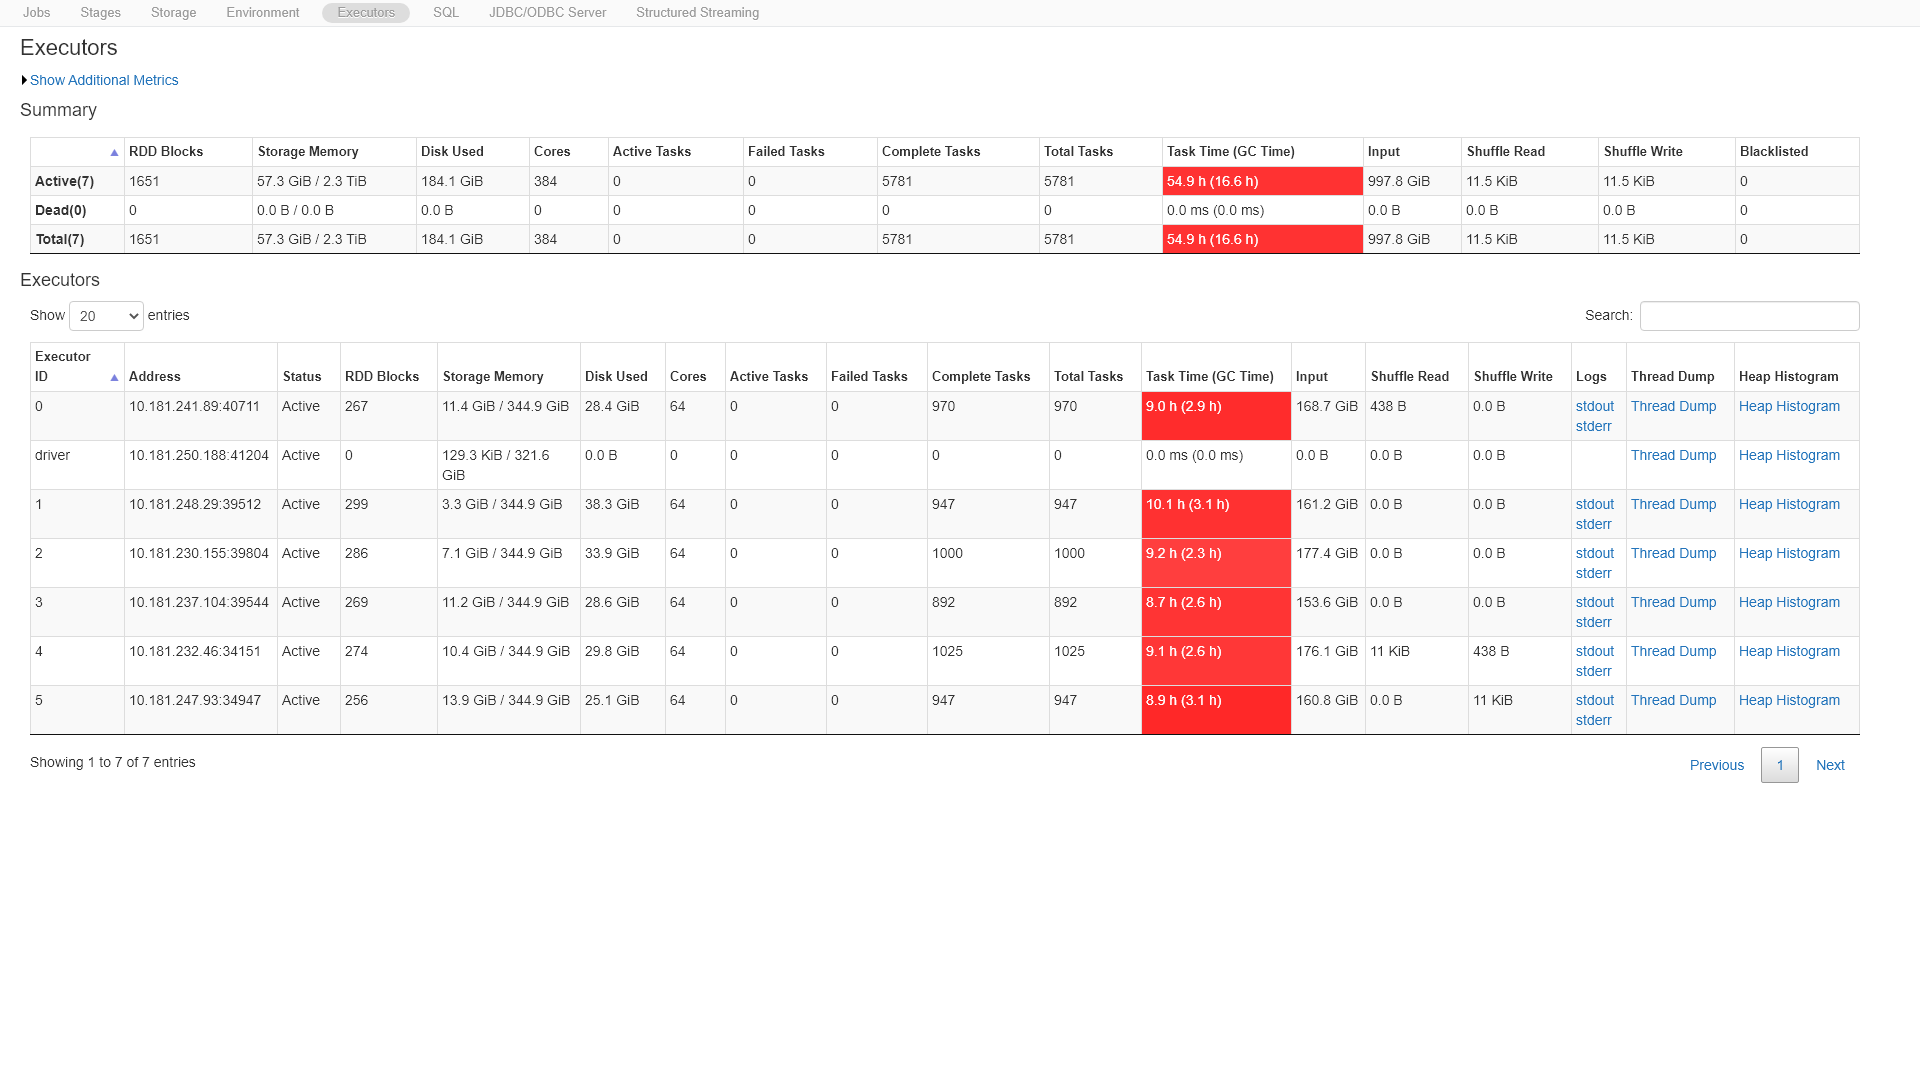 Jobs Stages Storage Environment Executors SQL JDBC/ODBC Server Structured Streaming
Executors
Show Additional Metrics
Summary
RDD Blocks Storage Memory Disk Used Cores Active Tasks Failed Tasks Complete Tasks Total Tasks Task Time (GC Time) Input Shuffle Read Shuffle Write Blacklisted
Active(7) 1651 57.3 GiB / 2.3 TiB 184.1 GiB 384 0 0 5781 5781 54.9 h (16.6 h) 997.8 GiB 11.5 KiB 11.5 KiB 0
Dead(0) 0 0.0 B / 0.0 B 0.0 B 0 0 0 0 0 0.0 ms (0.0 ms) 0.0 B 0.0 B 0.0 B 0
Total(7) 1651 57.3 GiB / 2.3 TiB 184.1 GiB 384 0 0 5781 5781 54.9 h (16.6 h) 997.8 GiB 11.5 KiB 11.5 KiB 0
Executors
Show 20 entries Search:
Executor
ID Address Status RDD Blocks Storage Memory Disk Used Cores Active Tasks Failed Tasks Complete Tasks Total Tasks Task Time (GC Time) Input Shuffle Read Shuffle Write Logs Thread Dump Heap Histogram
0 10.181.241.89:40711 Active 267 11.4 GiB / 344.9 GiB 28.4 GiB 64 0 0 970 970 9.0 h (2.9 h) 168.7 GiB 438 B 0.0 B stdout Thread Dump Heap Histogram
stderr
driver 10.181.250.188:41204 Active 0 129.3 KiB / 321.6 0.0 B 0 0 0 0 0 0.0 ms (0.0 ms) 0.0 B 0.0 B 0.0 B Thread Dump Heap Histogram
GiB
1 10.181.248.29:39512 Active 299 3.3 GiB / 344.9 GiB 38.3 GiB 64 0 0 947 947 10.1 h (3.1 h) 161.2 GiB 0.0 B 0.0 B stdout Thread Dump Heap Histogram
stderr
2 10.181.230.155:39804 Active 286 7.1 GiB / 344.9 GiB 33.9 GiB 64 0 0 1000 1000 9.2 h (2.3 h) 177.4 GiB 0.0 B 0.0 B stdout Thread Dump Heap Histogram
stderr
3 10.181.237.104:39544 Active 269 11.2 GiB / 344.9 GiB 28.6 GiB 64 0 0 892 892 8.7 h (2.6 h) 153.6 GiB 0.0 B 0.0 B stdout Thread Dump Heap Histogram
stderr
4 10.181.232.46:34151 Active 274 10.4 GiB / 344.9 GiB 29.8 GiB 64 0 0 1025 1025 9.1 h (2.6 h) 176.1 GiB 11 KiB 438 B stdout Thread Dump Heap Histogram
stderr
5 10.181.247.93:34947 Active 256 13.9 GiB / 344.9 GiB 25.1 GiB 64 0 0 947 947 8.9 h (3.1 h) 160.8 GiB 0.0 B 11 KiB stdout Thread Dump Heap Histogram
stderr
Showing 1 to 7 of 7 entries Previous 1 Next